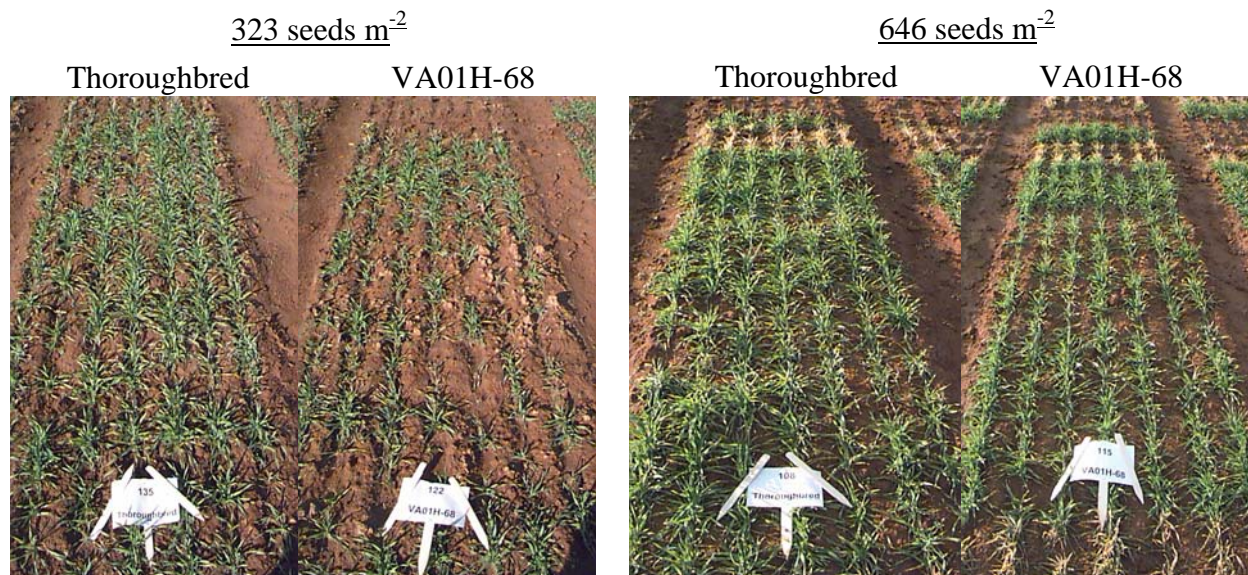 323 seeds m⁻²
646 seeds m⁻²
Thoroughbred
VA01H-68
Thoroughbred
VA01H-68
135
Thoroughbred
122
VA01H-68
108
Thoroughbred
115
VA01H-68